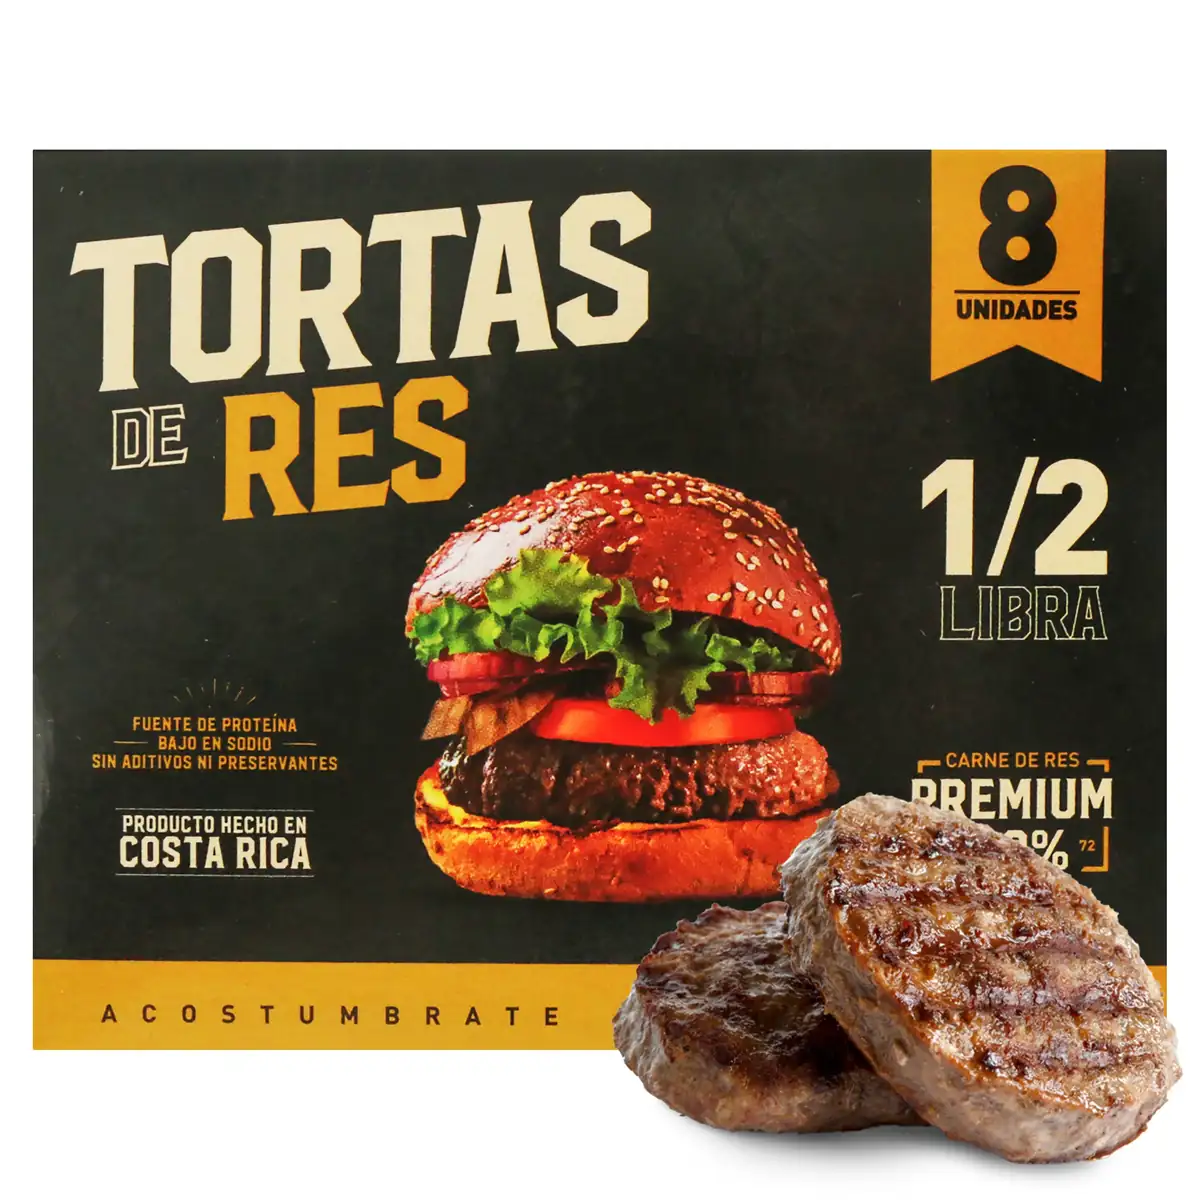 TORTAS
DE RES
8
UNIDADES
1/2
LIBRA
FUENTE DE PROTEÍNA
BAJO EN SODIO
SIN ADITIVOS NI PRESERVANTES
PRODUCTO HECHO EN
COSTA RICA
CARNE DE RES
PREMIUM
72
ACOSTUMBRATE